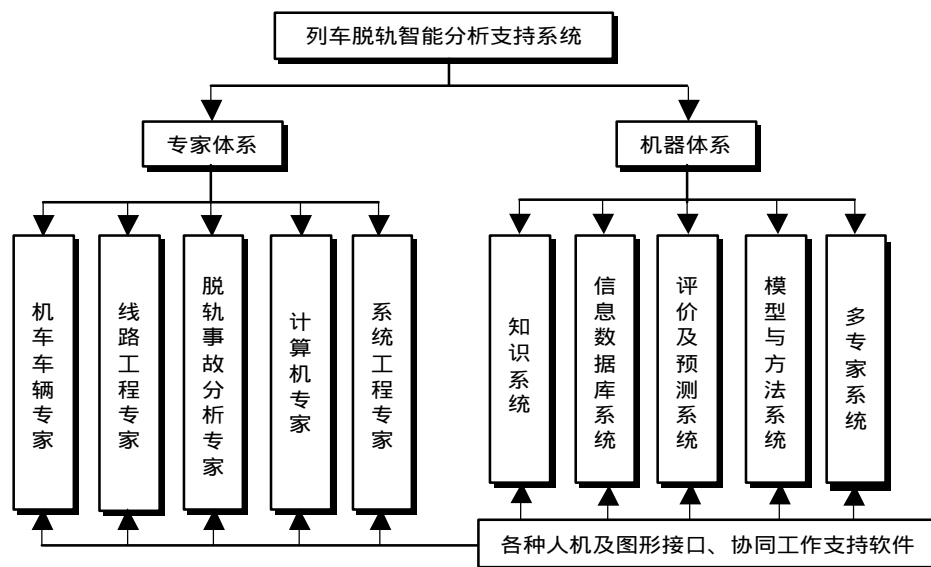 列车脱轨智能分析支持系统
专家体系
机器体系
机车车辆专家
线路工程专家
脱轨事故分析专家
计算机专家
系统工程专家
知识系统
信息数据库系统
评价及预测系统
模型与方法系统
多专家系统
各种人机及图形接口、协同工作支持软件